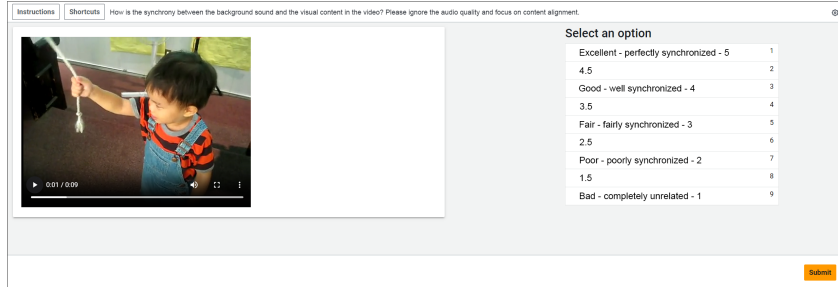 Instructions
Shortcuts
How is the synchrony between the background sound and the visual content in the video? Please ignore the audio quality and focus on content alignment.
0:01 / 0:09
Select an option
Excellent - perfectly synchronized - 5 1
4.5 2
Good - well synchronized - 4 3
3.5 4
Fair - fairly synchronized - 3 5
2.5 6
Poor - poorly synchronized - 2 7
1.5 8
Bad - completely unrelated - 1 9
Submit